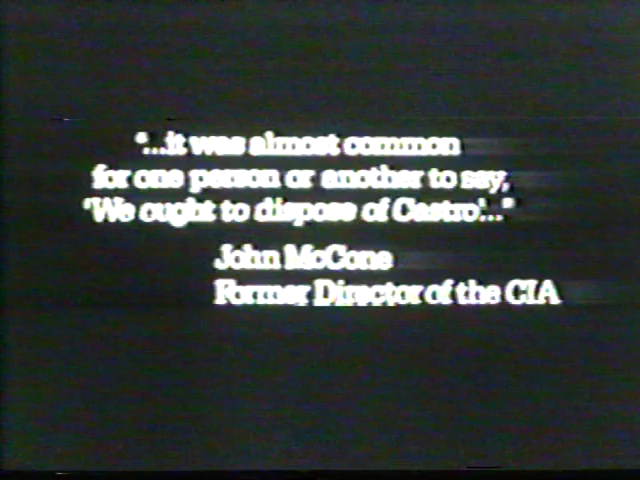 "...it was almost common
for one person or another to say,
'We ought to dispose of Castro'..."
John McCone
Former Director of the CIA